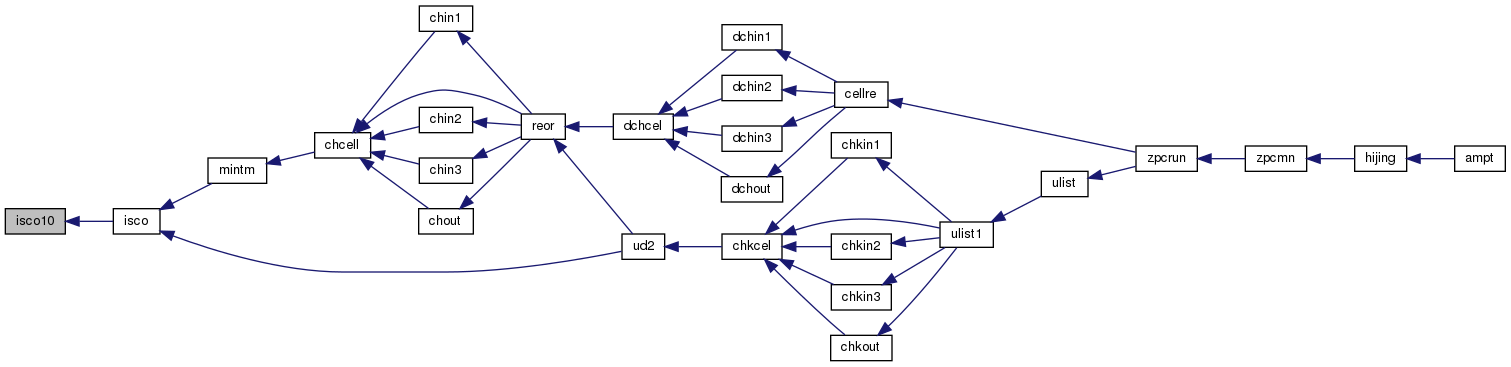 isco10
isco
mintm
chcell
chin1
chin2
chin3
chout
reor
ud2
dchcel
chkcel
dchin1
dchin2
dchin3
dchout
cellre
chkin1
chkin2
chkin3
chkout
ulist1
ulist
zpcrun
zpcmn
hijing
ampt